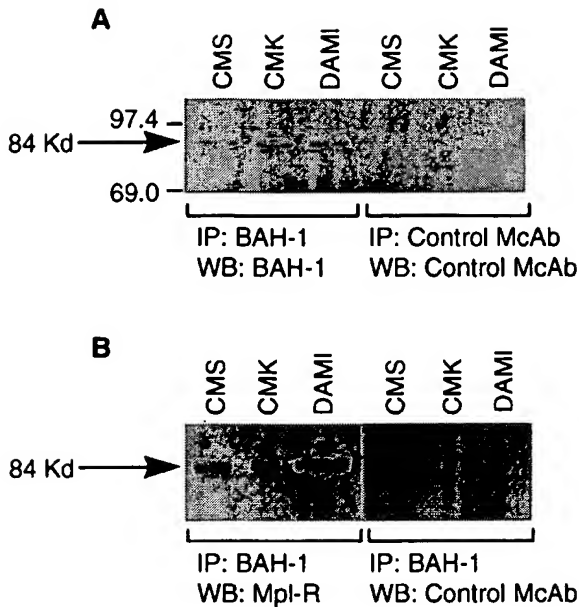 A
CMS CMK DAMI CMS CMK DAMI
97.4
84 Kd
69.0
IP: BAH-1 IP: Control McAb
WB: BAH-1 WB: Control McAb
B
CMS CMK DAMI CMS CMK DAMI
84 Kd
IP: BAH-1 IP: BAH-1
WB: Mpl-R WB: Control McAb